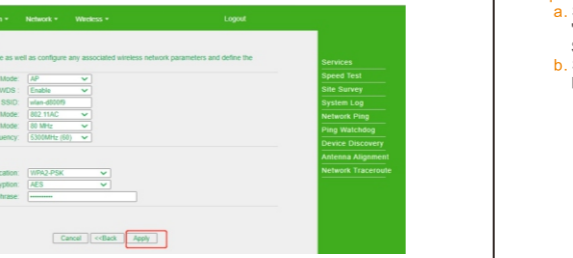 Network Wireless Logout
e as well as configure any associated wireless network parameters and define the
Mode: AP
WDS : Enable
SSID: wlan-d800f9
Mode: 802.11AC
Mode: 80 MHz
uency: 5300MHz (60)
cation: WPA2-PSK
yption: AES
hrase:
Cancel <<Back Apply
Services
Speed Test
Site Survey
System Log
Network Ping
Ping Watchdog
Device Discovery
Antenna Alignment
Network Traceroute
a.
b.